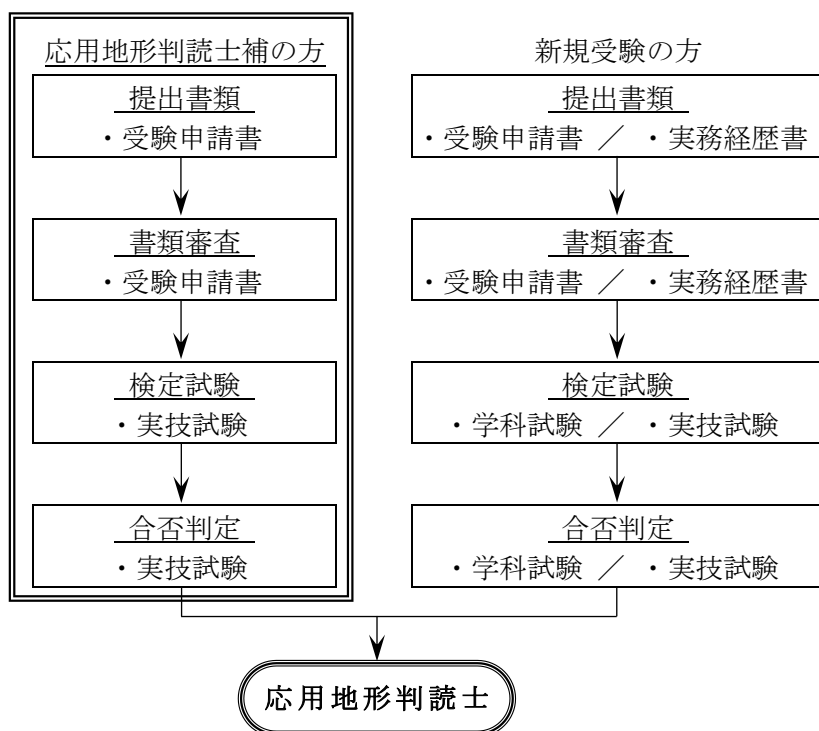 応用地形判読士補の方
提出書類
・受験申請書
書類審査
・受験申請書
検定試験
・実技試験
合否判定
・実技試験
新規受験の方
提出書類
・受験申請書 ／ ・実務経歴書
書類審査
・受験申請書 ／ ・実務経歴書
検定試験
・学科試験 ／ ・実技試験
合否判定
・学科試験 ／ ・実技試験
応用地形判読士